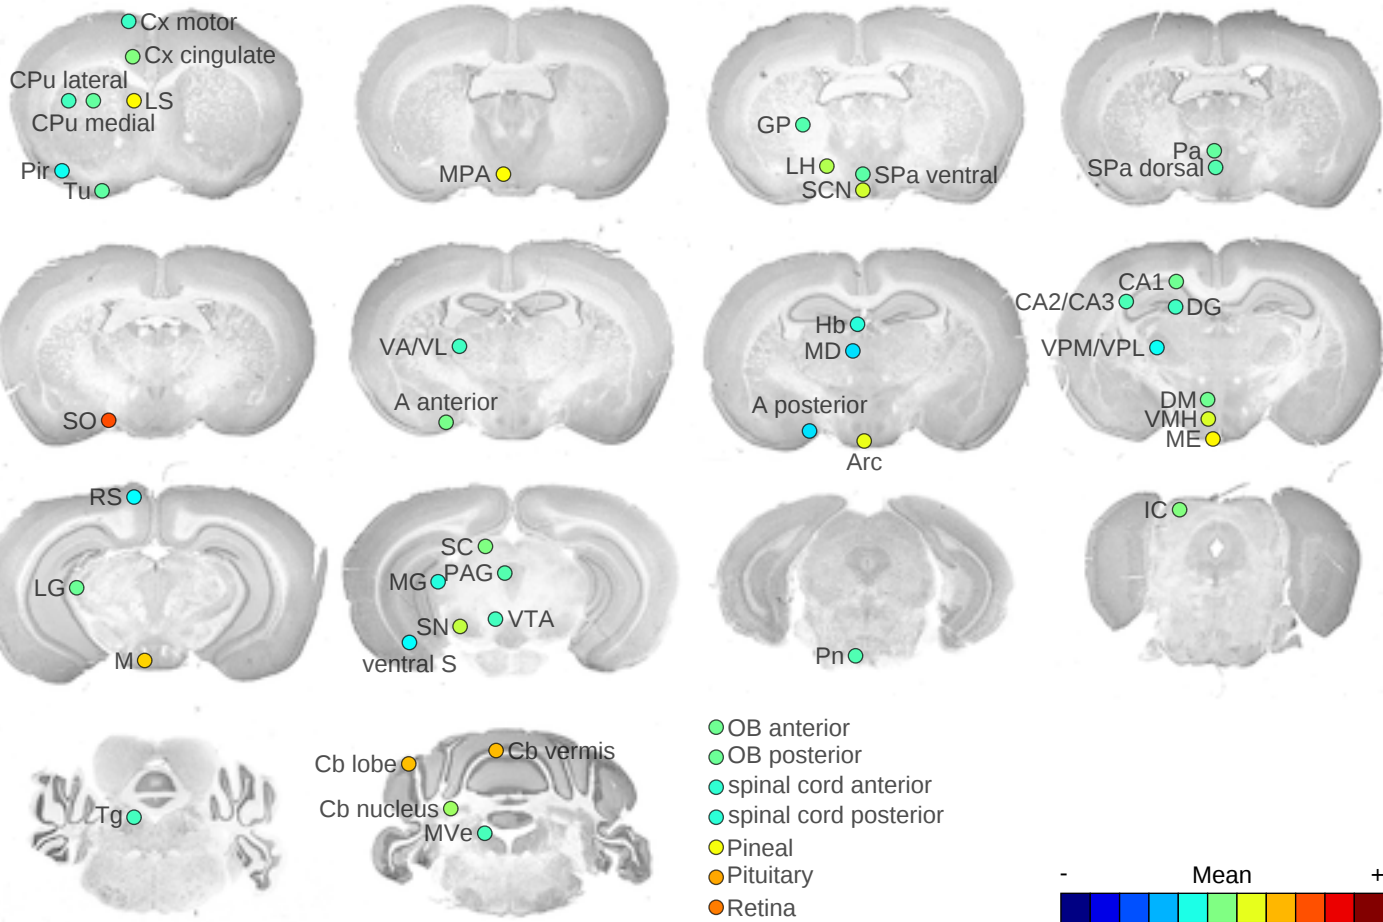 Cx motor
Cx cingulate
CPu lateral
LS
CPu medial
Pir
Tu
MPA
GP
LH
SPa ventral
SCN
Pa
SPa dorsal
SO
VA/VL
A anterior
Hb
MD
A posterior
Arc
CA1
CA2/CA3
DG
VPM/VPL
DM
VMH
ME
RS
LG
M
SC
MG
PAG
SN
VTA
ventral S
Pn
IC
Tg
Cb lobe
Cb vermis
Cb nucleus
MVe
OB anterior
OB posterior
spinal cord anterior
spinal cord posterior
Pineal
Pituitary
Retina
- Mean +